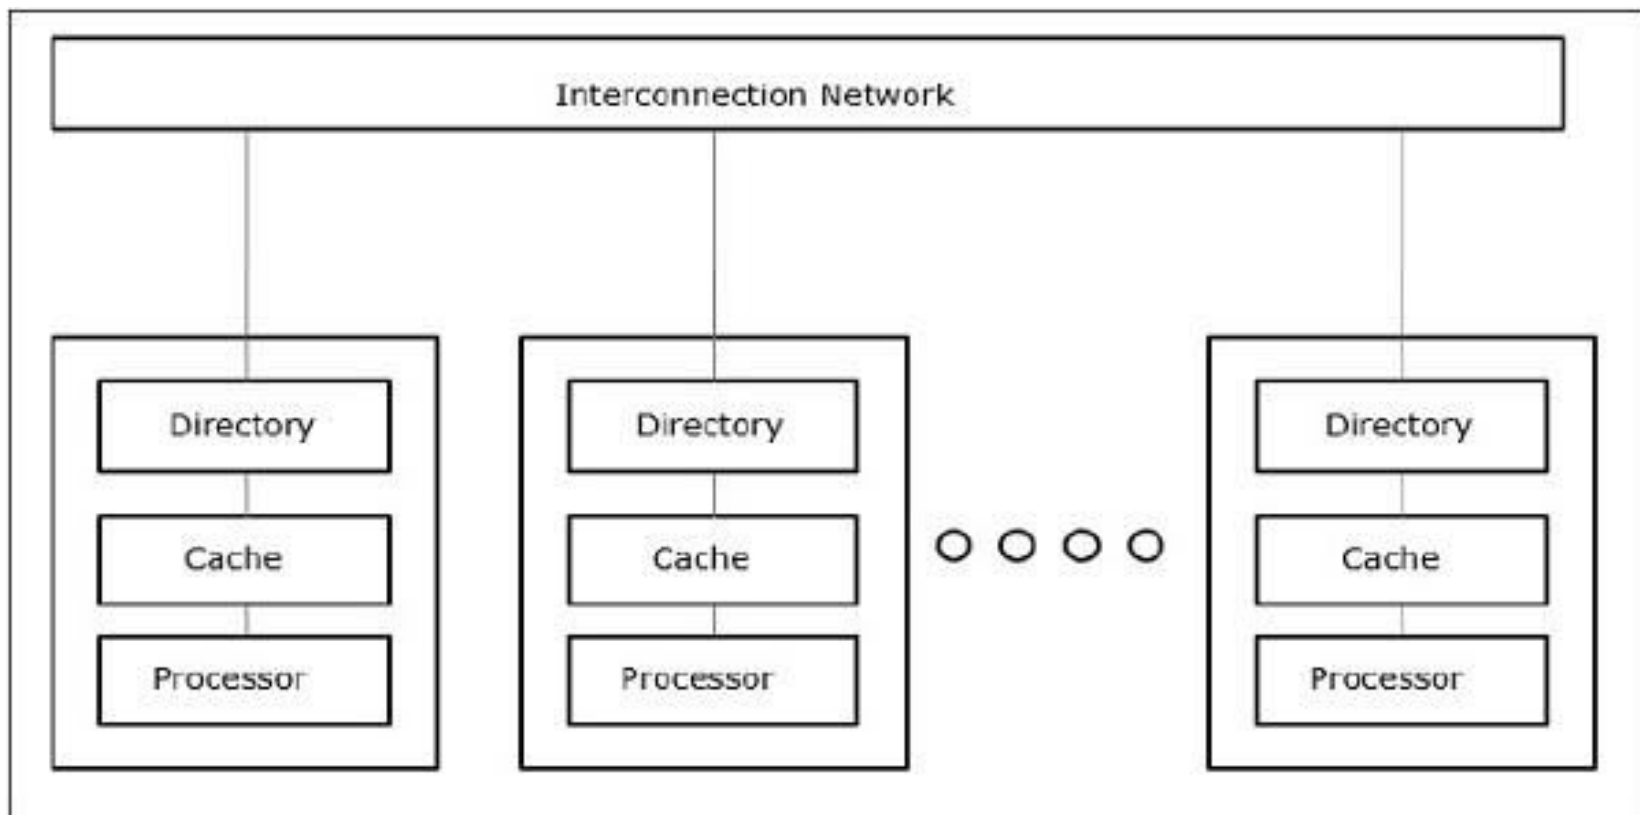 Interconnection Network
Directory
Directory
Directory
Cache
Cache
Cache
Processor
Processor
Processor